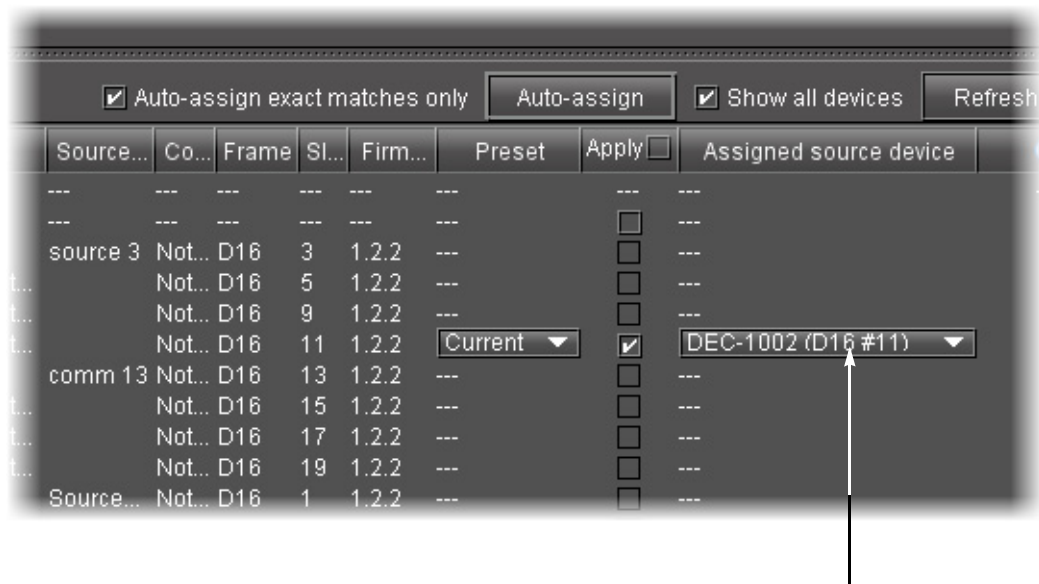 Auto-assign exact matches only Auto-assign Show all devices Refresh
Source... Co... Frame Sl... Firm... Preset Apply Assigned source device
--- --- --- --- --- --- --- ---
--- --- --- --- --- --- ---
source 3 Not... D16 3 1.2.2 --- ---
t... Not... D16 5 1.2.2 --- ---
t... Not... D16 9 1.2.2 --- ---
t... Not... D16 11 1.2.2 Current DEC-1002 (D16 #11)
comm 13 Not... D16 13 1.2.2 --- ---
t... Not... D16 15 1.2.2 --- ---
t... Not... D16 17 1.2.2 --- ---
t... Not... D16 19 1.2.2 --- ---
Source... Not... D16 1 1.2.2 --- ---